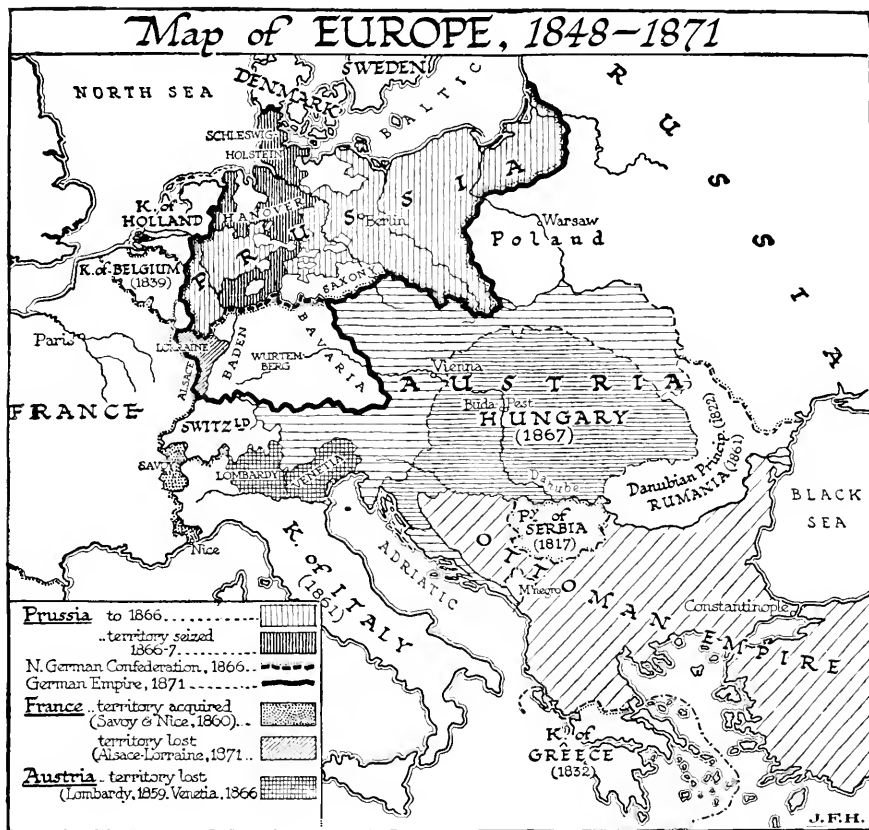 Map of EUROPE, 1848–1871
NORTH SEA
DENMARK
SWEDEN
BALTIC
RUSSIA
SCHLESWIG
HOLSTEIN
K. of
HOLLAND
HANOVER
PRUSSIA
Berlin
Warsaw
Poland
K. of BELGIUM
(1839)
SAXONY
Paris
LORRAINE
ALSACE
BADEN
WURTEM-
BERG
BAVARIA
Vienna
AUSTRIA
Buda Pest
HUNGARY
(1867)
FRANCE
SWITZLD
SAVOY
LOMBARDY
VENETIA
Danube
Danubian Princip.
RUMANIA (1861)
BLACK
SEA
Py. of
SERBIA
(1817)
Nice
K. of ITALY
(1861)
ADRIATIC
M'negro
OTHOMAN EMPIRE
Constantinople
K. of
GREECE
(1832)
Prussia to 1866
..territory seized
1866-7
N. German Confederation, 1866
German Empire, 1871
France ..territory acquired
(Savoy & Nice, 1860)
territory lost
(Alsace-Lorraine, 1871
Austria .. territory lost
(Lombardy, 1859. Venetia, 1866
J.F.H.